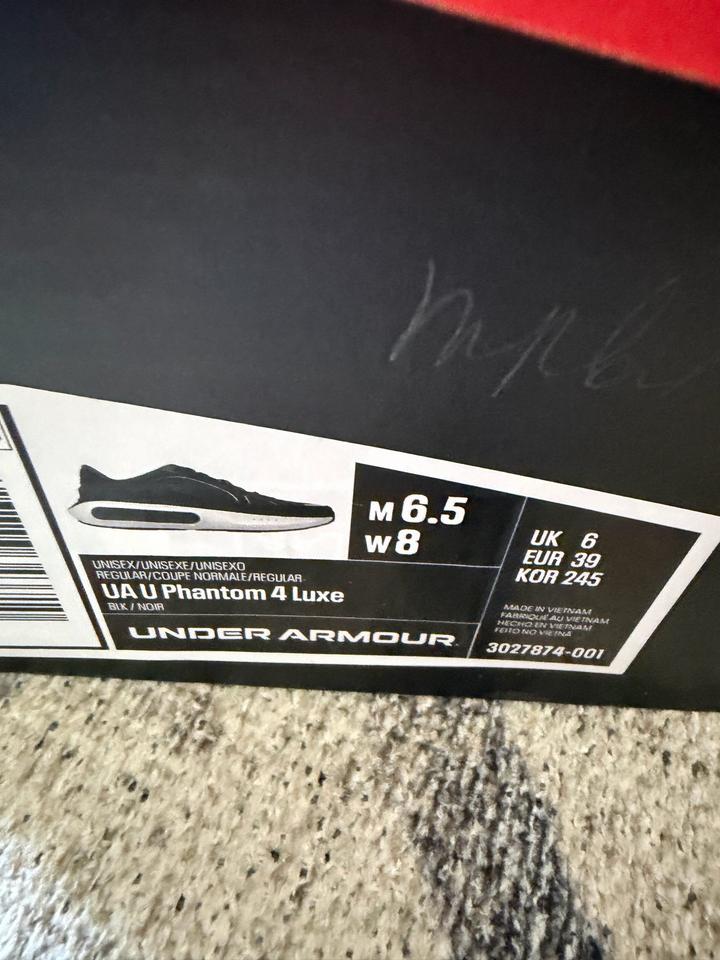 M 6.5
W 8
UK 6
EUR 39
KOR 245
UNISEX/UNISEXE/UNISEXO
REGULAR/COUPE NORMALE/REGULAR
UA U Phantom 4 Luxe
BLK / NOIR
UNDER ARMOUR
MADE IN VIETNAM
FABRIQUÉ AU VIETNAM
HECHO EN VIETNAM
FEITO NO VIETNÃ
3027874-001